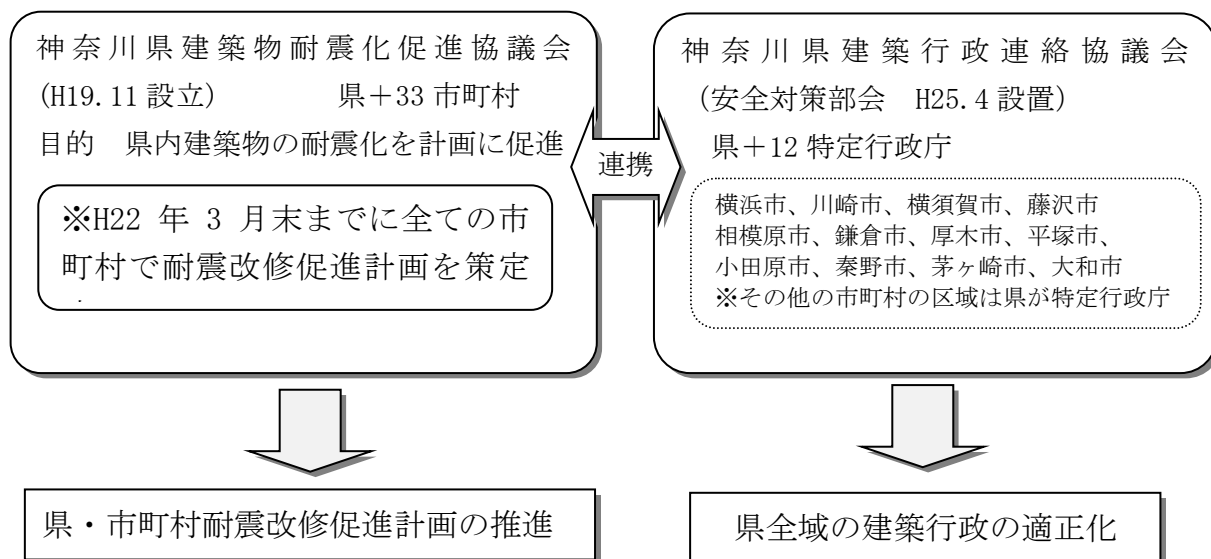 神奈川県建築物耐震化促進協議会
(H19.11 設立)　県＋33 市町村
目的　県内建築物の耐震化を計画に促進
※H22 年 3 月末までに全ての市
町村で耐震改修促進計画を策定
連携
神奈川県建築行政連絡協議会
(安全対策部会　H25.4 設置)
県＋12 特定行政庁
横浜市、川崎市、横須賀市、藤沢市
相模原市、鎌倉市、厚木市、平塚市、
小田原市、秦野市、茅ヶ崎市、大和市
※その他の市町村の区域は県が特定行政庁
県・市町村耐震改修促進計画の推進
県全域の建築行政の適正化